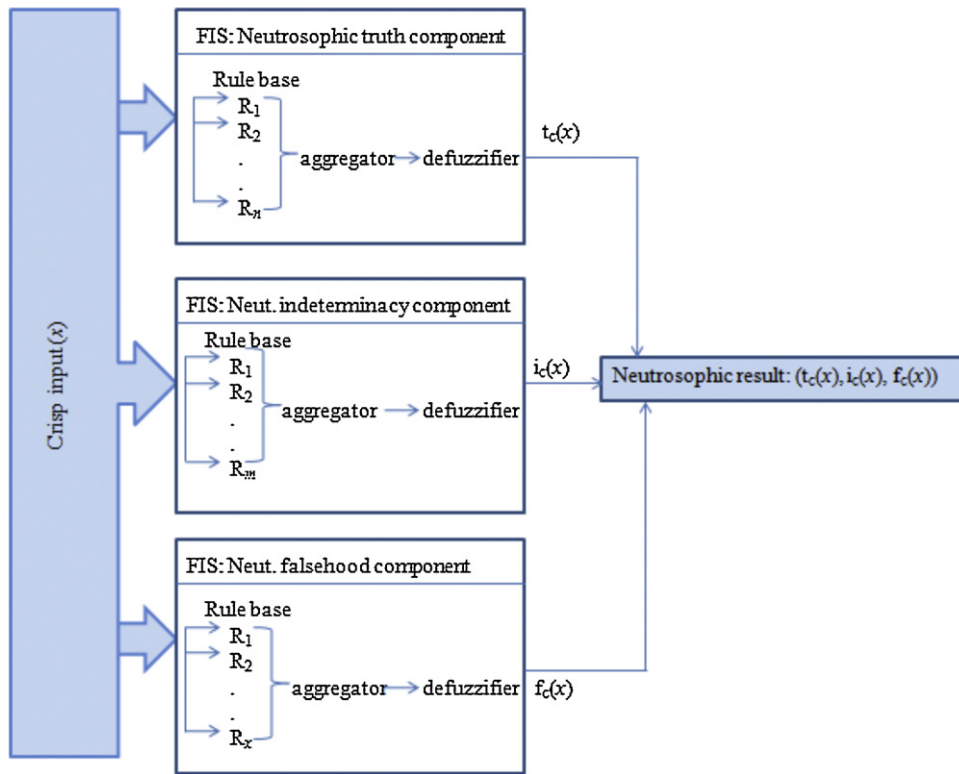 Crisp input (x)
FIS: Neutrosophic truth component
Rule base
R1
R2
.
.
Rn
aggregator
defuzzifier
tc(x)
FIS: Neut. indeterminacy component
Rule base
R1
R2
.
.
Rm
aggregator
defuzzifier
ic(x)
Neutrosophic result: (tc(x), ic(x), fc(x))
FIS: Neut. falsehood component
Rule base
R1
R2
.
.
Rx
aggregator
defuzzifier
fc(x)